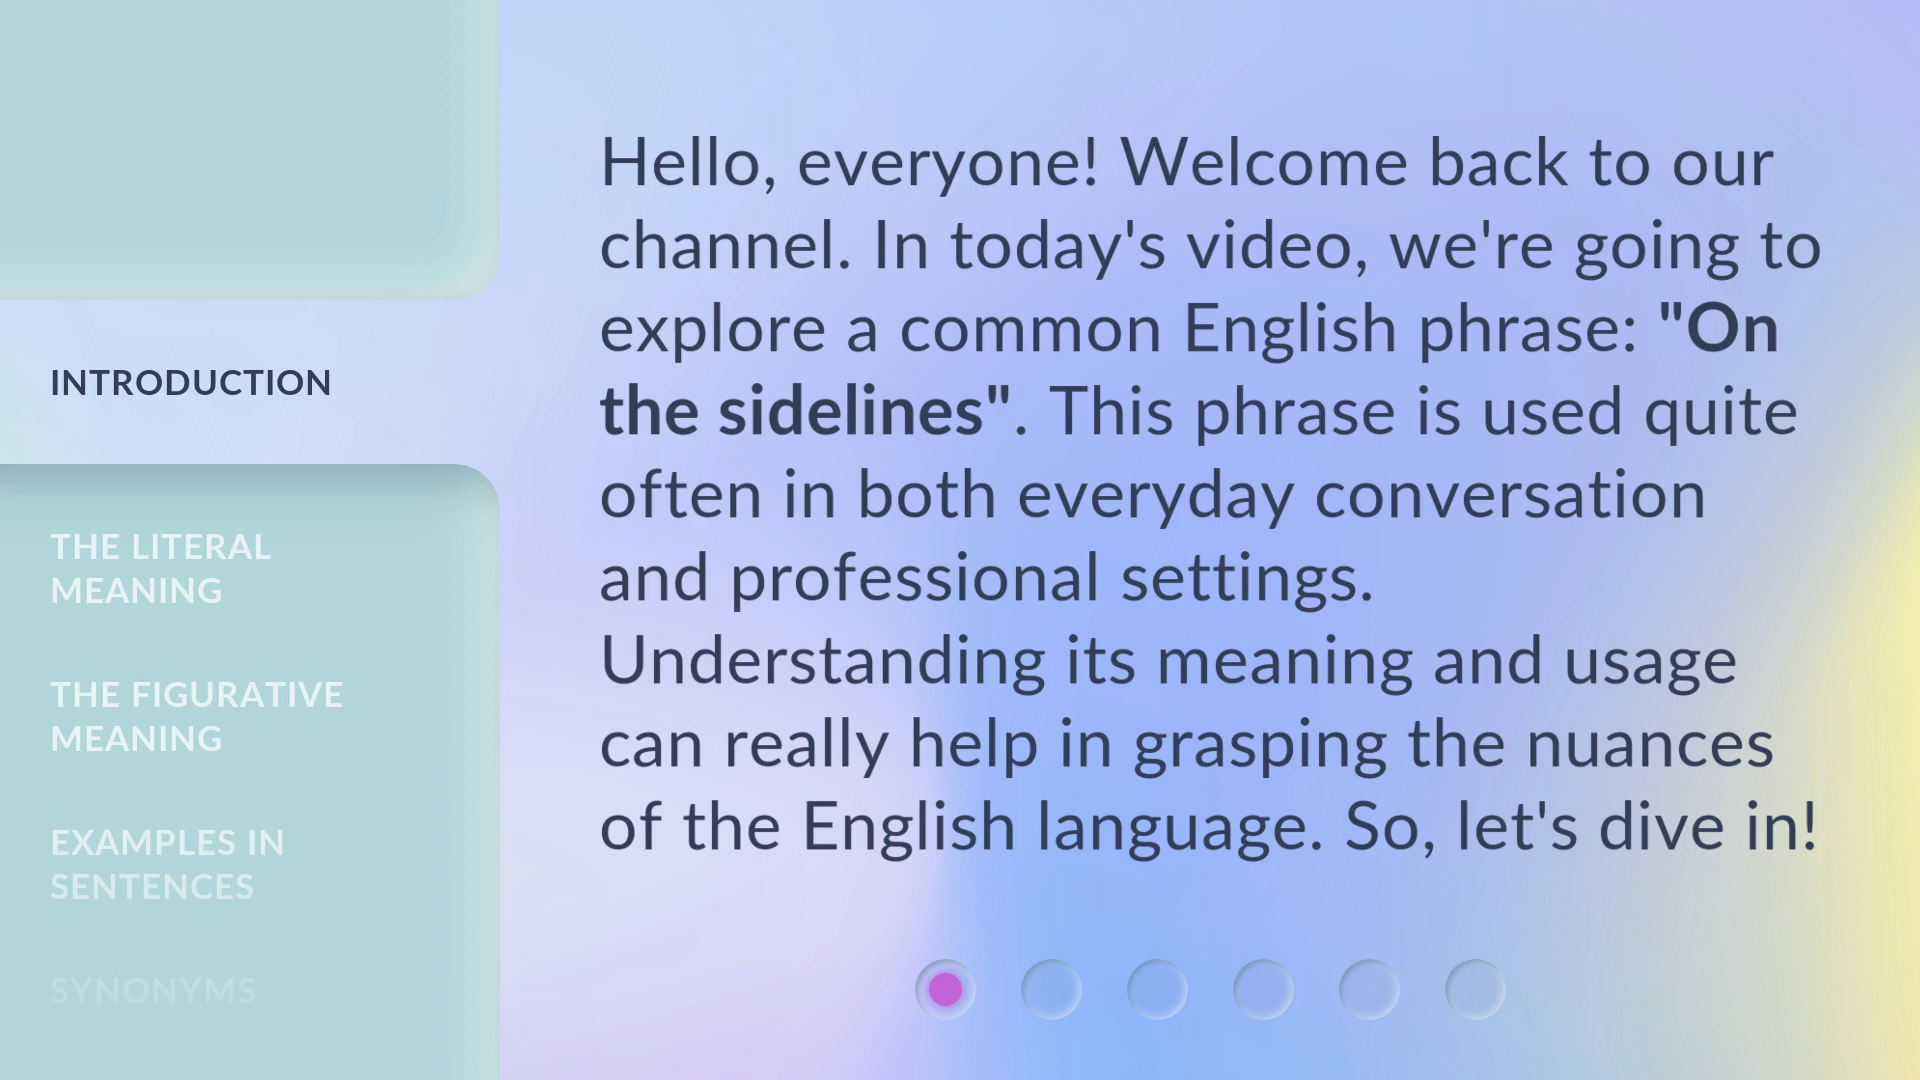 INTRODUCTION
THE LITERAL
MEANING
THE FIGURATIVE
MEANING
EXAMPLES IN
SENTENCES
SYNONYMS
Hello, everyone! Welcome back to our
channel. In today's video, we're going to
explore a common English phrase: "On
the sidelines". This phrase is used quite
often in both everyday conversation
and professional settings.
Understanding its meaning and usage
can really help in grasping the nuances
of the English language. So, let's dive in!